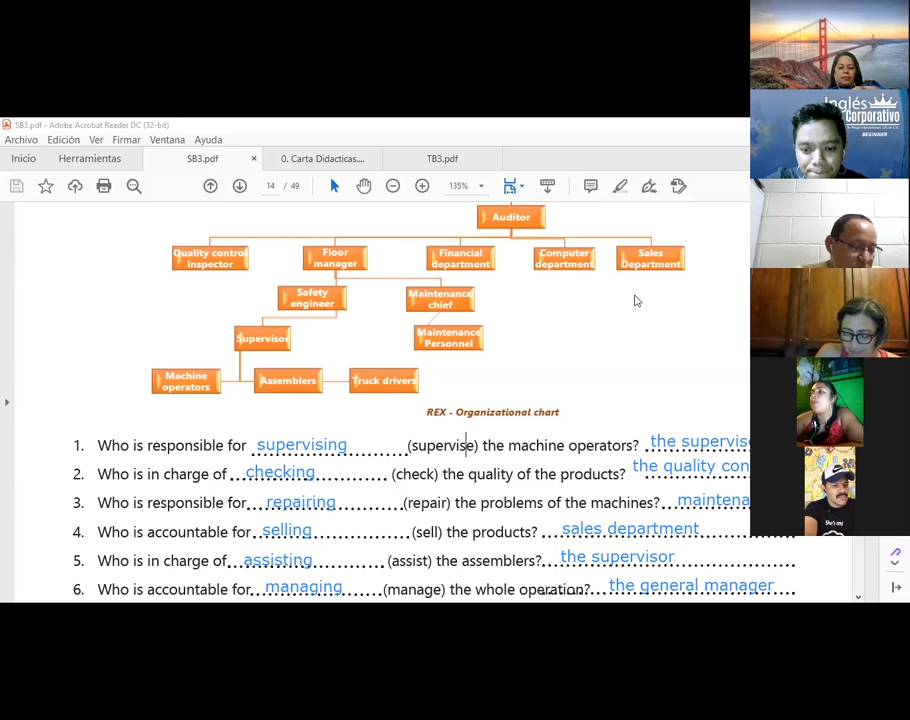 SB3.pdf - Adobe Acrobat Reader DC (32-bit)
Archivo Edición Ver Firmar Ventana Ayuda
Inicio Herramientas SB3.pdf × 0. Carta Didacticas.... TB3.pdf
14 / 49 135%
Auditor
Quality control inspector
Floor manager
Financial department
Computer department
Sales Department
Safety engineer
Maintenance chief
Supervisor
Maintenance Personnel
Machine operators
Assemblers
Truck drivers
REX - Organizational chart
1. Who is responsible for supervising (supervise) the machine operators? the supervis
2. Who is in charge of checking (check) the quality of the products? the quality con
3. Who is responsible for repairing (repair) the problems of the machines? maintena
4. Who is accountable for selling (sell) the products? sales department
5. Who is in charge of assisting (assist) the assemblers? the supervisor
6. Who is accountable for managing (manage) the whole operation? the general manager
Inglés
Corporativo
BEGINNER
She's my